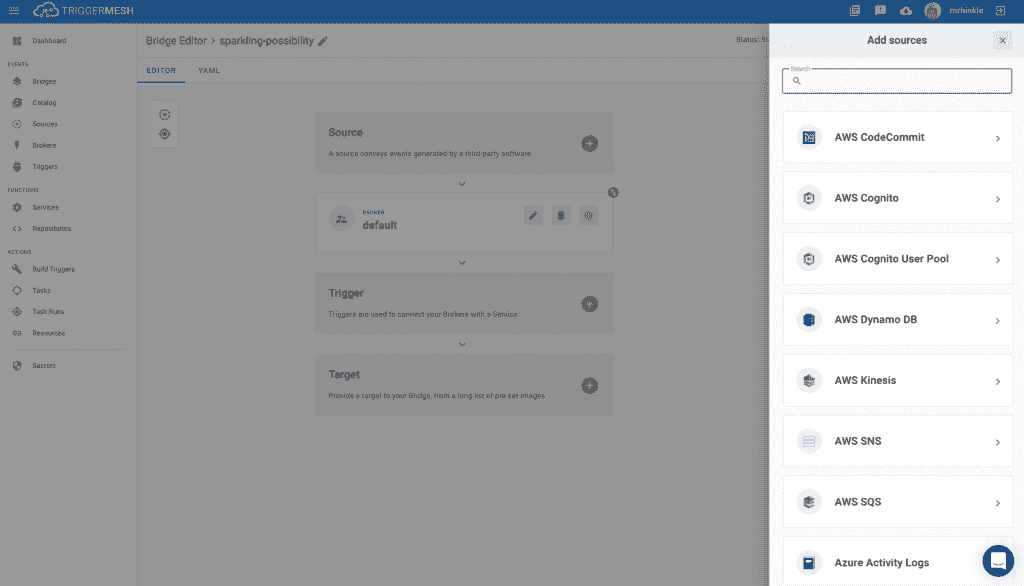 TRIGGERMESH
mrhinkle
Dashboard
EVENTS
Bridges
Catalog
Sources
Brokers
Triggers
FUNCTIONS
Services
Repositories
ACTIONS
Build Triggers
Tasks
Task Runs
Resources
Secrets
Bridge Editor > sparkling-possibility
Status:
EDITOR
YAML
Source
A source conveys events generated by a third-party software.
BROKER
default
Trigger
Triggers are used to connect your Brokers with a Service
Target
Provide a target to your Bridge, from a long list of pre-set images
Add sources
Search
AWS CodeCommit
AWS Cognito
AWS Cognito User Pool
AWS Dynamo DB
AWS Kinesis
AWS SNS
AWS SQS
Azure Activity Logs